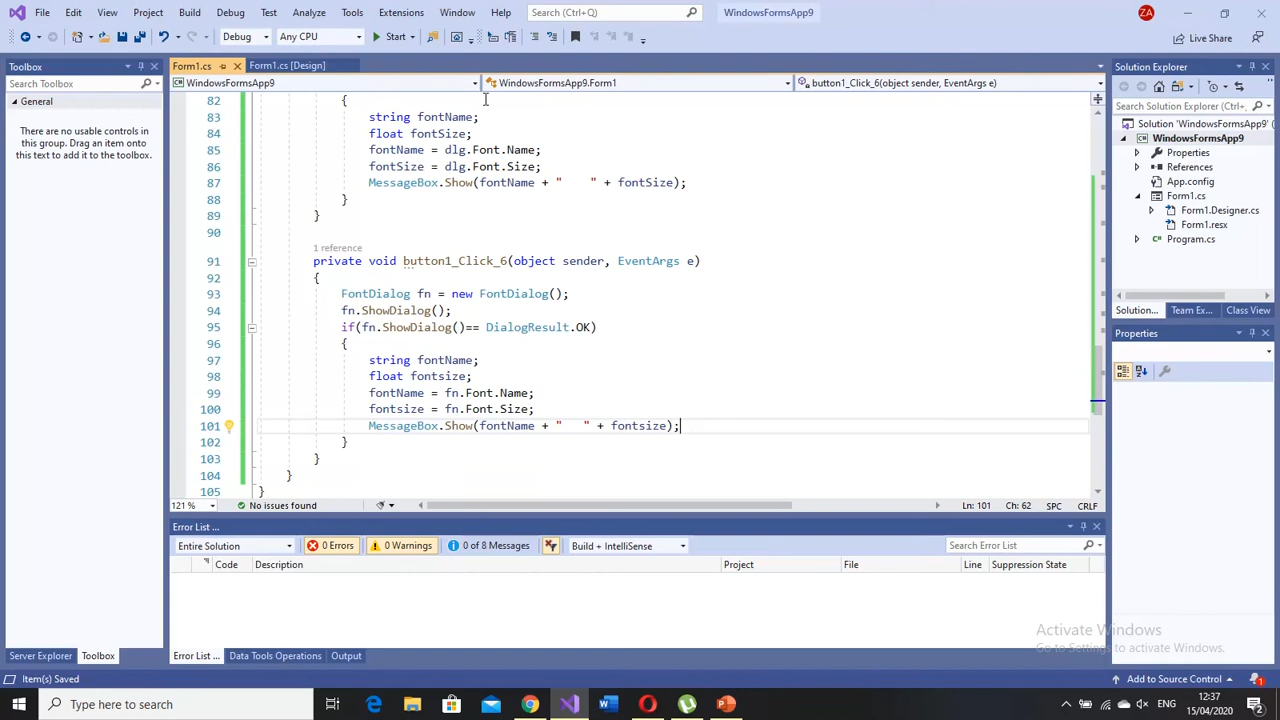 File Edit View Project Build Debug Test Analyze Tools Extensions Window Help Search (Ctrl+Q) WindowsFormsApp9 ZA
Debug Any CPU Start Live Share
Toolbox Form1.cs Form1.cs [Design] Solution Explorer
Search Toolbox WindowsFormsApp9 WindowsFormsApp9.Form1 button1_Click_6(object sender, EventArgs e)
General
There are no usable controls in
this group. Drag an item onto
this text to add it to the toolbox.
82 {
83 string fontName;
84 float fontSize;
85 fontName = dlg.Font.Name;
86 fontSize = dlg.Font.Size;
87 MessageBox.Show(fontName + "    " + fontSize);
88 }
89 }
90
1 reference
91 private void button1_Click_6(object sender, EventArgs e)
92 {
93 FontDialog fn = new FontDialog();
94 fn.ShowDialog();
95 if(fn.ShowDialog()== DialogResult.OK)
96 {
97 string fontName;
98 float fontsize;
99 fontName = fn.Font.Name;
100 fontsize = fn.Font.Size;
101 MessageBox.Show(fontName + "   " + fontsize);
102 }
103 }
104 }
105 }
Search Solution Explorer (Ctrl+
Solution 'WindowsFormsApp9'
WindowsFormsApp9
Properties
References
App.config
Form1.cs
Form1.Designer.cs
Form1.resx
Program.cs
Solution... Team Ex... Class View
Properties
121 % No issues found Ln: 101 Ch: 62 SPC CRLF
Error List ...
Entire Solution 0 Errors 0 Warnings 0 of 8 Messages Build + IntelliSense Search Error List
Code Description Project File Line Suppression State
Activate Windows
Go to Settings to activate Windows.
Server Explorer Toolbox Error List ... Data Tools Operations Output
Item(s) Saved Add to Source Control 1
Type here to search 12:37
15/04/2020 2